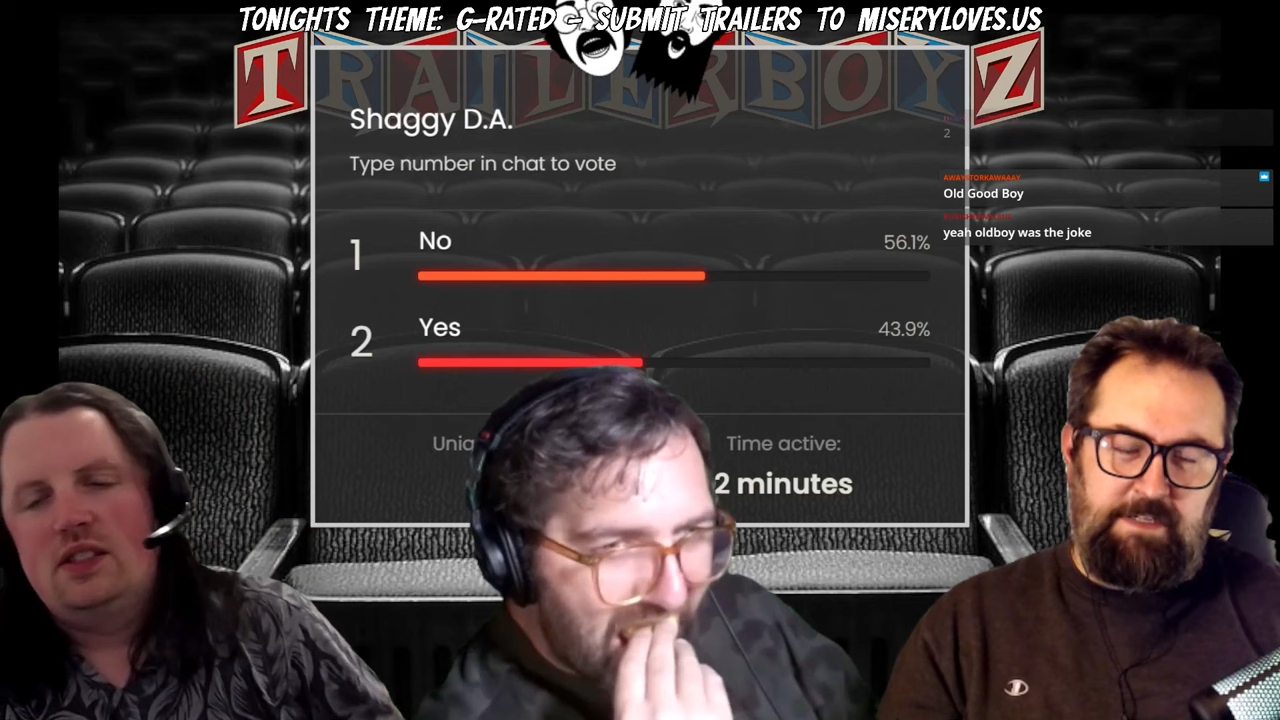 TONIGHTS THEME: G-RATED - SUBMIT TRAILERS TO MISERYLOVES.US
TRAILERBOYZ
Shaggy D.A.
Type number in chat to vote
1 No 56.1%
2 Yes 43.9%
Time active:
2 minutes
2
Old Good Boy
yeah oldboy was the joke